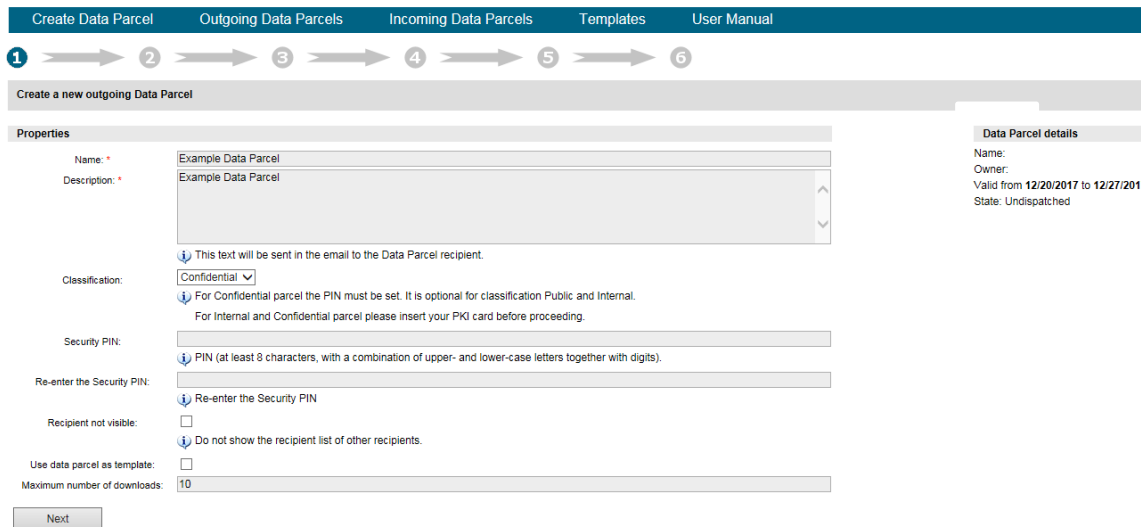 Create Data Parcel Outgoing Data Parcels Incoming Data Parcels Templates User Manual
1 2 3 4 5 6
Create a new outgoing Data Parcel
Properties
Name: * Example Data Parcel
Description: * Example Data Parcel
This text will be sent in the email to the Data Parcel recipient.
Classification: Confidential
For Confidential parcel the PIN must be set. It is optional for classification Public and Internal.
For Internal and Confidential parcel please insert your PKI card before proceeding.
Security PIN:
PIN (at least 8 characters, with a combination of upper- and lower-case letters together with digits).
Re-enter the Security PIN:
Re-enter the Security PIN
Recipient not visible:
Do not show the recipient list of other recipients.
Use data parcel as template:
Maximum number of downloads: 10
Next
Data Parcel details
Name:
Owner:
Valid from 12/20/2017 to 12/27/201
State: Undispatched